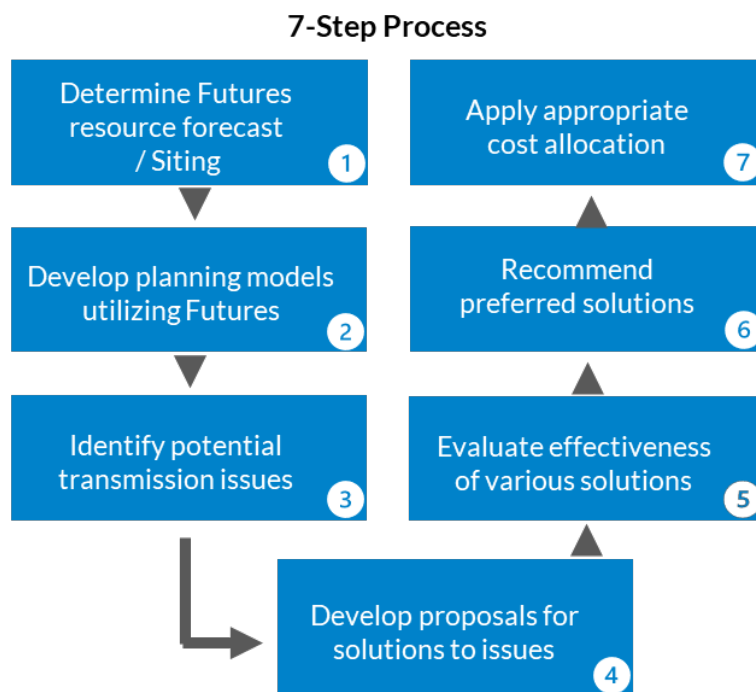 7-Step Process
Determine Futures
resource forecast
/ Siting
1
Develop planning models
utilizing Futures
2
Identify potential
transmission issues
3
Develop proposals for
solutions to issues
4
Evaluate effectiveness
of various solutions
5
Recommend
preferred solutions
6
Apply appropriate
cost allocation
7